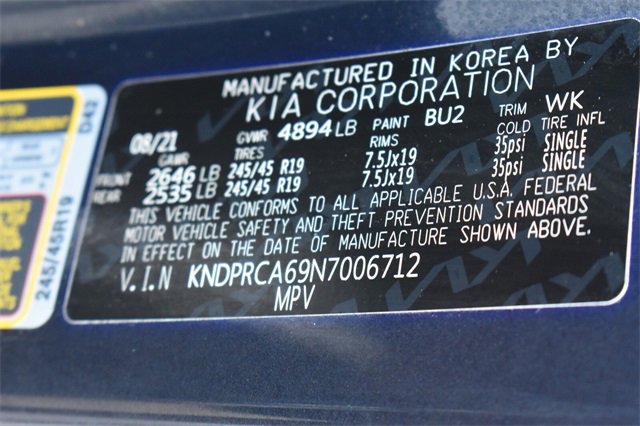 MANUFACTURED IN KOREA BY
KIA CORPORATION
08/21 GVWR 4894 LB PAINT BU2 TRIM WK
GAWR TIRES RIMS COLD TIRE INFL
FRONT 2646 LB 245/45 R19 7.5Jx19 35psi SINGLE
REAR 2535 LB 245/45 R19 7.5Jx19 35psi SINGLE
THIS VEHICLE CONFORMS TO ALL APPLICABLE U.S.A. FEDERAL
MOTOR VEHICLE SAFETY AND THEFT PREVENTION STANDARDS
IN EFFECT ON THE DATE OF MANUFACTURE SHOWN ABOVE.
V.I.N KNDPRCA69N7006712
MPV
245/45R19
D42